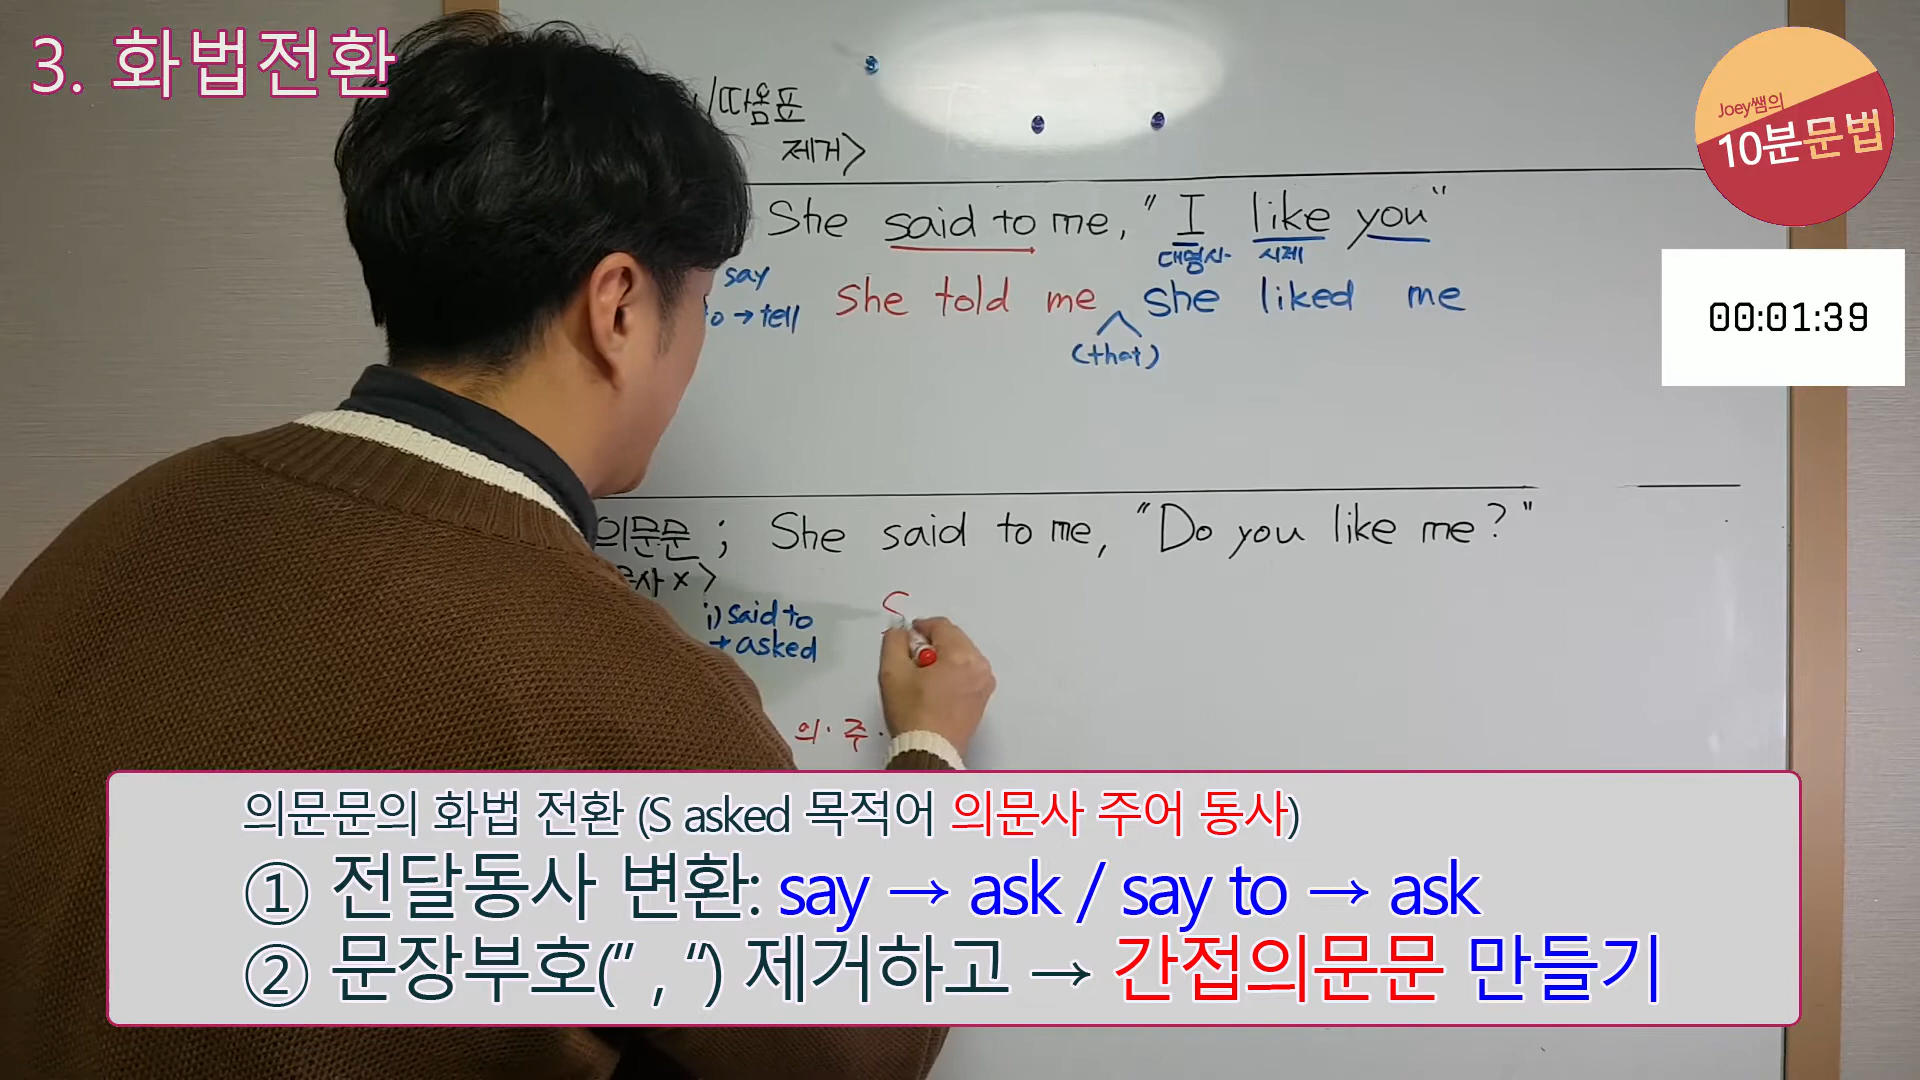 3. 화법전환
Joey쌤의
10분문법
/따옴표
제거>
She said to me, "I like you"
대명사 시제
say
→ tell
She told me she liked me
(that)
00:01:39
의문문 ; She said to me, "Do you like me?"
사 x >
i) said to
→ asked
S
의 · 주 ·
의문문의 화법 전환 (S asked 목적어 의문사 주어 동사)
① 전달동사 변환: say → ask / say to → ask
② 문장부호(“ , “) 제거하고 → 간접의문문 만들기